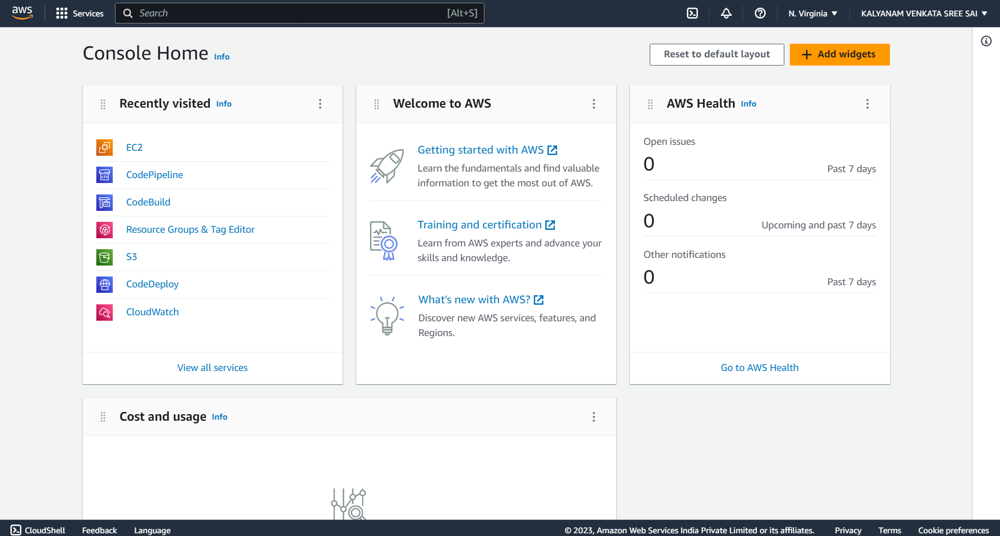 aws
Services
Search
[Alt+S]
N. Virginia
KALYANAM VENKATA SREE SAI
Console Home Info
Reset to default layout
Add widgets
Recently visited Info
EC2
CodePipeline
CodeBuild
Resource Groups & Tag Editor
S3
CodeDeploy
CloudWatch
View all services
Welcome to AWS
Getting started with AWS
Learn the fundamentals and find valuable
information to get the most out of AWS.
Training and certification
Learn from AWS experts and advance your
skills and knowledge.
What's new with AWS?
Discover new AWS services, features, and
Regions.
AWS Health Info
Open issues
0
Past 7 days
Scheduled changes
0
Upcoming and past 7 days
Other notifications
0
Past 7 days
Go to AWS Health
Cost and usage Info
CloudShell
Feedback
Language
© 2023, Amazon Web Services India Private Limited or its affiliates.
Privacy
Terms
Cookie preferences